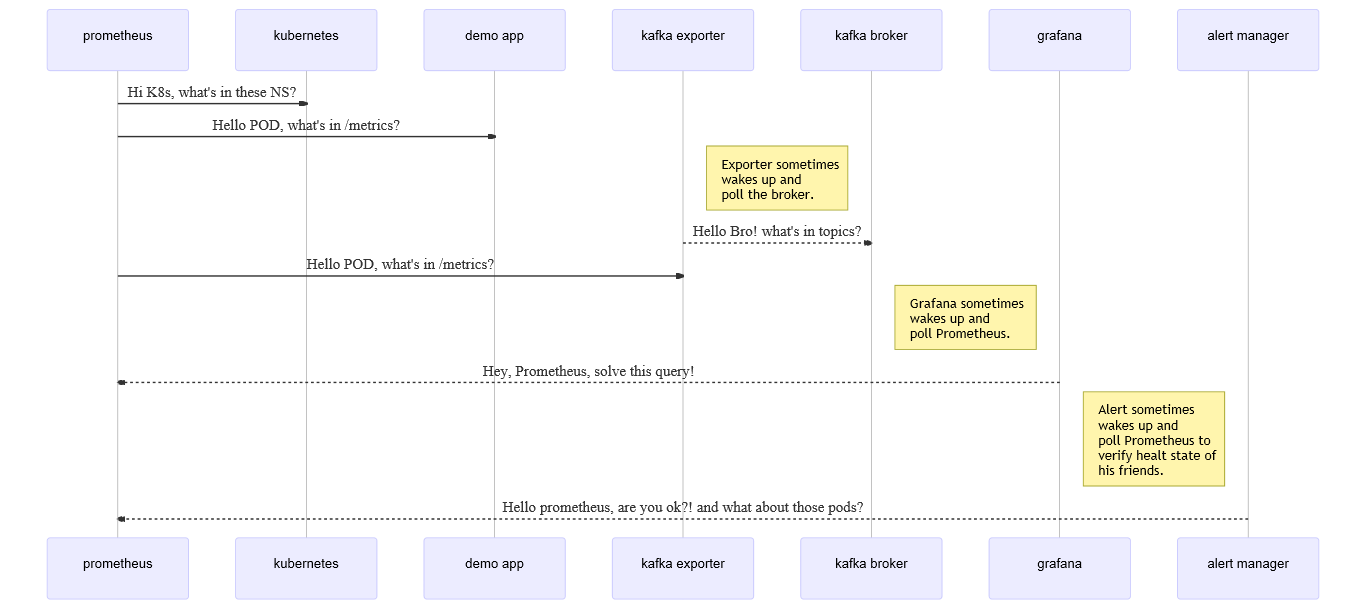 prometheus
kubernetes
demo app
kafka exporter
kafka broker
grafana
alert manager
Hi K8s, what's in these NS?
Hello POD, what's in /metrics?
Exporter sometimes
wakes up and
poll the broker.
Hello Bro! what's in topics?
Hello POD, what's in /metrics?
Grafana sometimes
wakes up and
poll Prometheus.
Hey, Prometheus, solve this query!
Alert sometimes
wakes up and
poll Prometheus to
verify healt state of
his friends.
Hello prometheus, are you ok?! and what about those pods?
prometheus
kubernetes
demo app
kafka exporter
kafka broker
grafana
alert manager